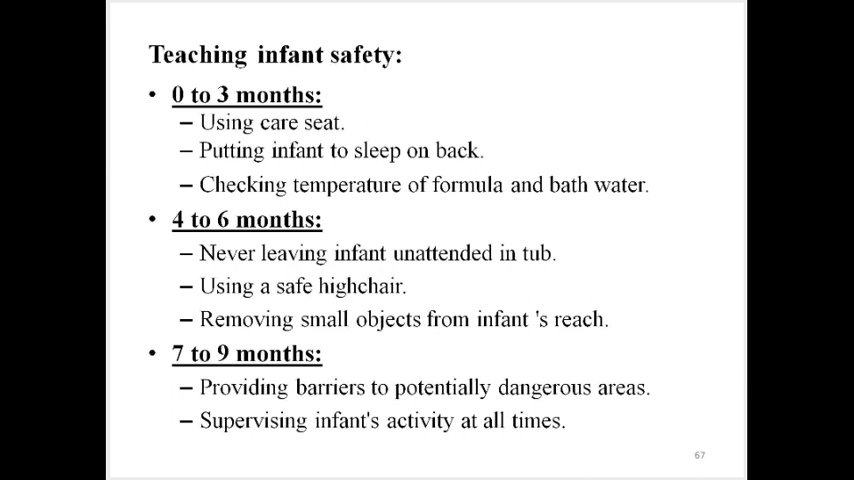 Teaching infant safety:
• 0 to 3 months:
– Using care seat.
– Putting infant to sleep on back.
– Checking temperature of formula and bath water.
• 4 to 6 months:
– Never leaving infant unattended in tub.
– Using a safe highchair.
– Removing small objects from infant 's reach.
• 7 to 9 months:
– Providing barriers to potentially dangerous areas.
– Supervising infant's activity at all times.
67